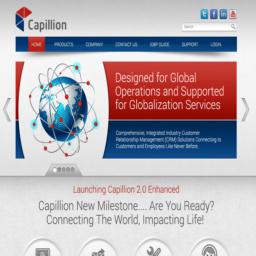 Capillion
HOME PRODUCTS COMPANY CONTACT US GUIDE SUPPORT LOGIN
Designed for Global
Operations and Supported
for Globalization Services
Comprehensive, Integrated Industry Customer
Relationship Management (CRM) Solutions Connecting to
Customers and Employees Like Never Before.
Launching Capillion 2.0 Enhanced
Capillion New Milestone.... Are You Ready?
Connecting The World, Impacting Life!